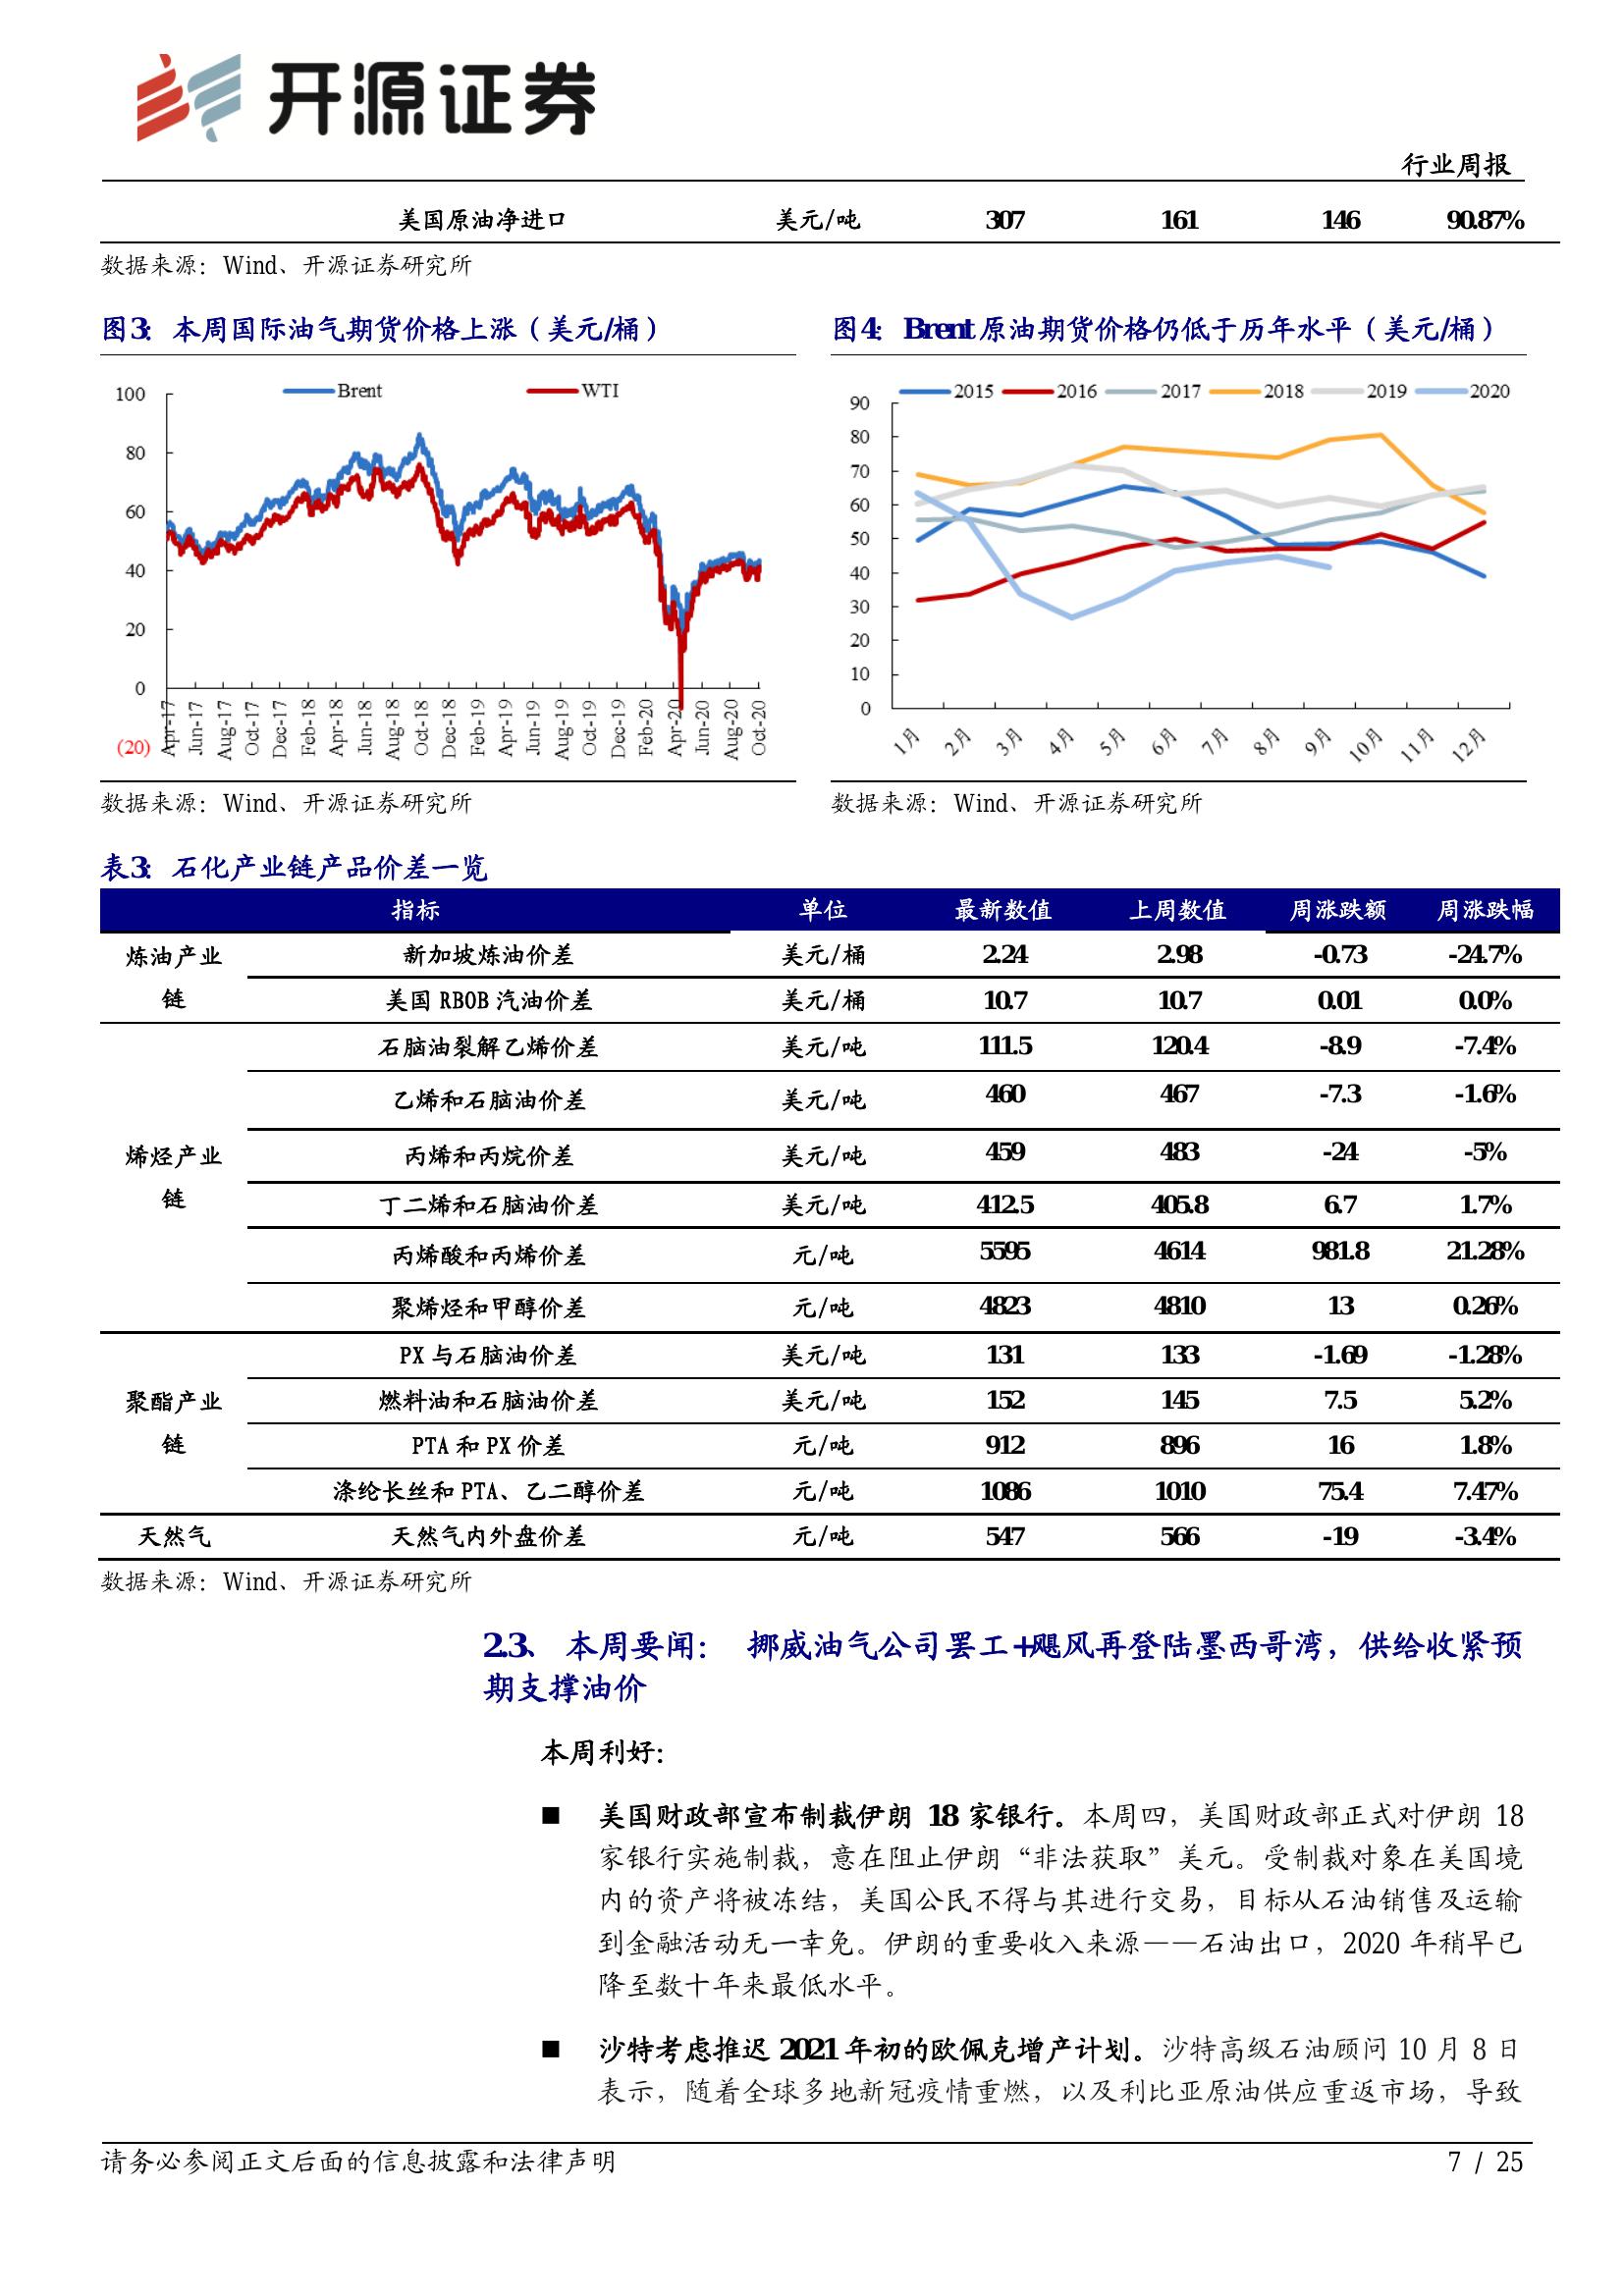 开源证券
行业周报
美国原油净进口 美元/吨 307 161 146 90.87%
数据来源：Wind、开源证券研究所
图3：本周国际油气期货价格上涨（美元/桶）
Brent WTI
100
80
60
40
20
0
(20)
Apr-17 Jun-17 Aug-17 Oct-17 Dec-17 Feb-18 Apr-18 Jun-18 Aug-18 Oct-18 Dec-18 Feb-19 Apr-19 Jun-19 Aug-19 Oct-19 Dec-19 Feb-20 Apr-20 Jun-20 Aug-20 Oct-20
数据来源：Wind、开源证券研究所
图4：Brent原油期货价格仍低于历年水平（美元/桶）
2015 2016 2017 2018 2019 2020
90
80
70
60
50
40
30
20
10
0
1月 2月 3月 4月 5月 6月 7月 8月 9月 10月 11月 12月
数据来源：Wind、开源证券研究所
表3：石化产业链产品价差一览
指标 单位 最新数值 上周数值 周涨跌额 周涨跌幅
炼油产业链
新加坡炼油价差 美元/桶 2.24 2.98 -0.73 -24.7%
美国 RBOB 汽油价差 美元/桶 10.7 10.7 0.01 0.0%
烯烃产业链
石脑油裂解乙烯价差 美元/吨 111.5 120.4 -8.9 -7.4%
乙烯和石脑油价差 美元/吨 460 467 -7.3 -1.6%
丙烯和丙烷价差 美元/吨 459 483 -24 -5%
丁二烯和石脑油价差 美元/吨 412.5 405.8 6.7 1.7%
丙烯酸和丙烯价差 元/吨 5595 4614 981.8 21.28%
聚烯烃和甲醇价差 元/吨 4823 4810 13 0.26%
聚酯产业链
PX 与石脑油价差 美元/吨 131 133 -1.69 -1.28%
燃料油和石脑油价差 美元/吨 152 145 7.5 5.2%
PTA 和 PX 价差 元/吨 912 896 16 1.8%
涤纶长丝和 PTA、乙二醇价差 元/吨 1086 1010 75.4 7.47%
天然气 天然气内外盘价差 元/吨 547 566 -19 -3.4%
数据来源：Wind、开源证券研究所
2.3、 本周要闻： 挪威油气公司罢工+飓风再登陆墨西哥湾，供给收紧预
期支撑油价
本周利好：
■ 美国财政部宣布制裁伊朗 18 家银行。本周四，美国财政部正式对伊朗 18
家银行实施制裁，意在阻止伊朗“非法获取”美元。受制裁对象在美国境
内的资产将被冻结，美国公民不得与其进行交易，目标从石油销售及运输
到金融活动无一幸免。伊朗的重要收入来源——石油出口，2020 年稍早已
降至数十年来最低水平。
■ 沙特考虑推迟 2021 年初的欧佩克增产计划。沙特高级石油顾问 10 月 8 日
表示，随着全球多地新冠疫情重燃，以及利比亚原油供应重返市场，导致
请务必参阅正文后面的信息披露和法律声明
7 / 25